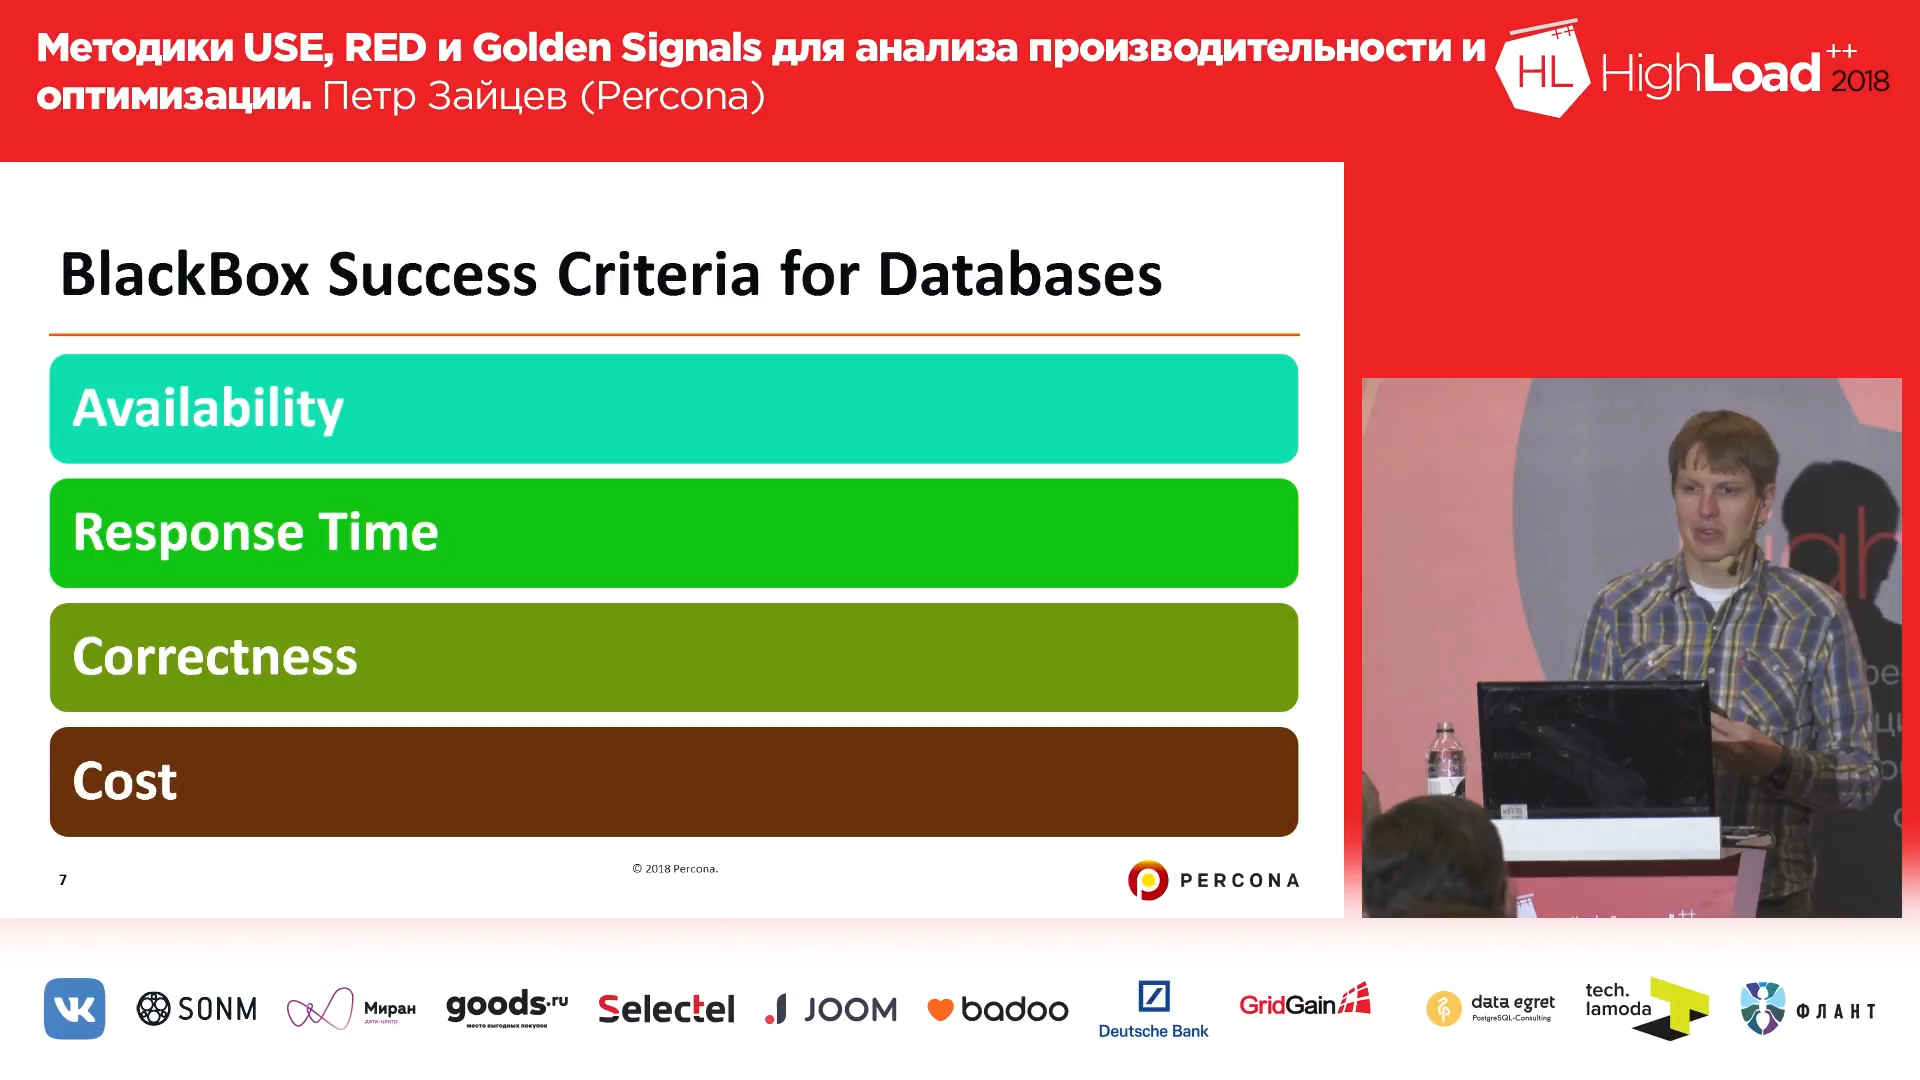 Методики USE, RED и Golden Signals для анализа производительности и
оптимизации. Петр Зайцев (Percona)
HL ++
HighLoad ++ 2018
BlackBox Success Criteria for Databases
Availability
Response Time
Correctness
Cost
7
© 2018 Percona.
PERCONA
VK
SONM
Миран
дата-центр
goods.ru
место выгодных покупок
Selectel
JOOM
badoo
Deutsche Bank
GridGain
data egret
PostgreSQL-Consulting
tech.
lamoda
ФЛАНТ